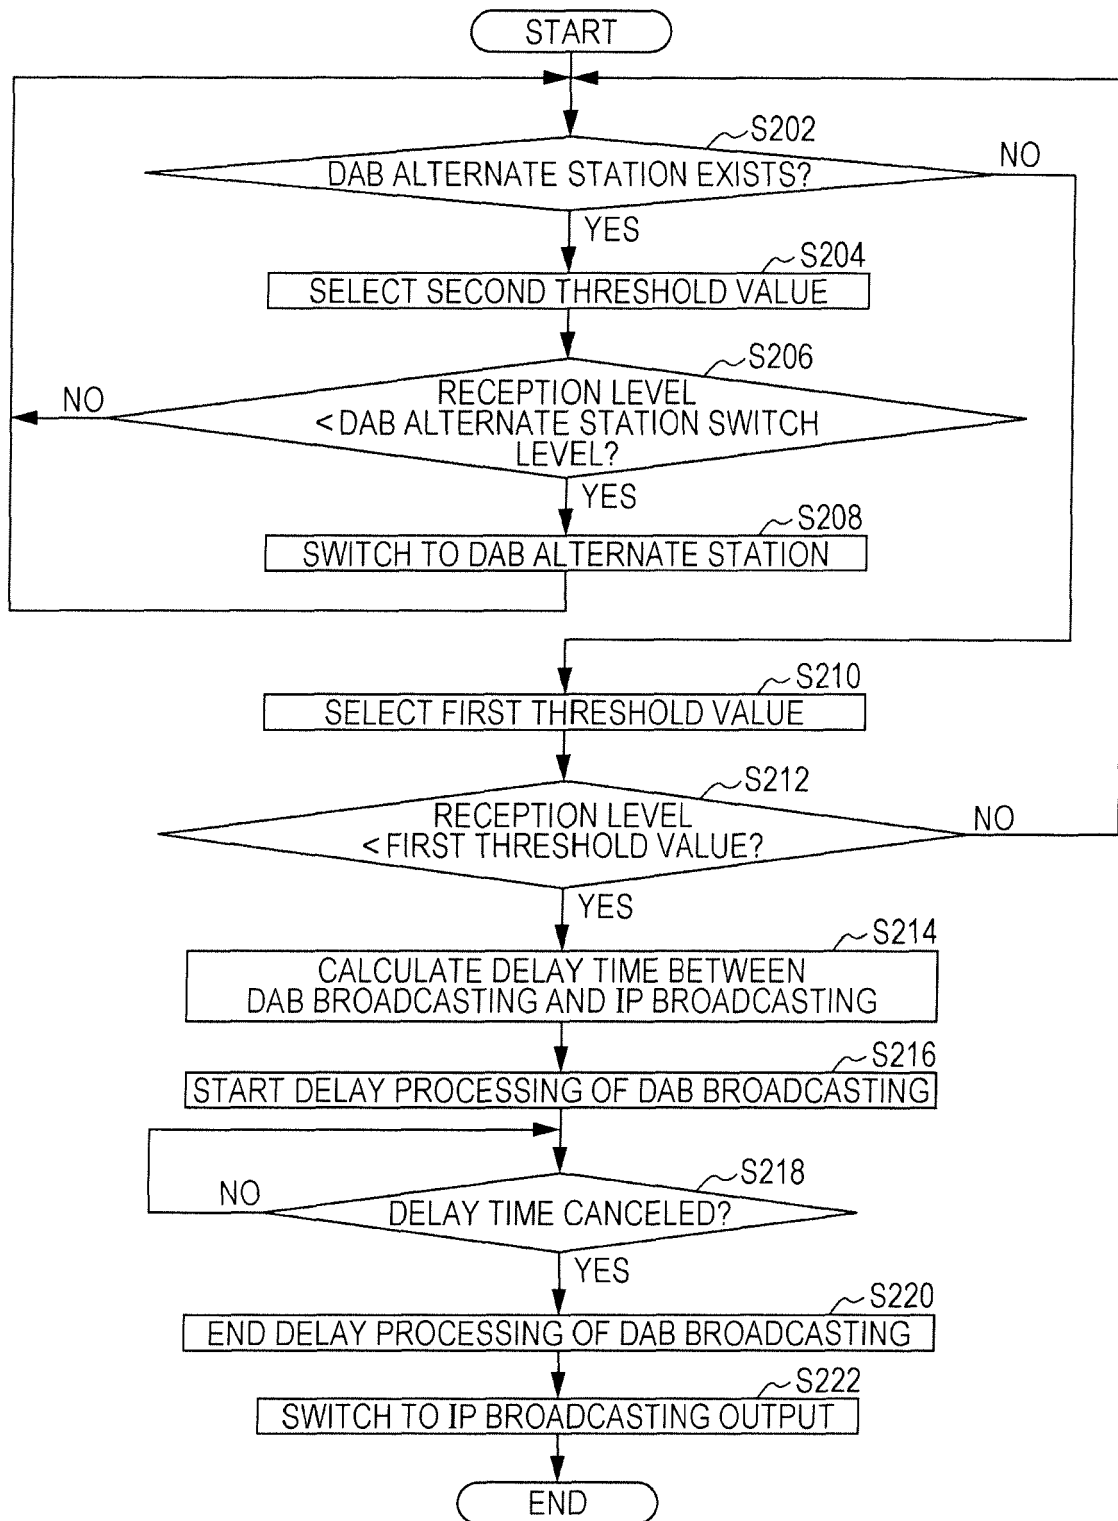 START
S202
DAB ALTERNATE STATION EXISTS?
NO
YES
S204
SELECT SECOND THRESHOLD VALUE
S206
NO
RECEPTION LEVEL
< DAB ALTERNATE STATION SWITCH
LEVEL?
YES
S208
SWITCH TO DAB ALTERNATE STATION
S210
SELECT FIRST THRESHOLD VALUE
S212
RECEPTION LEVEL
< FIRST THRESHOLD VALUE?
NO
YES
S214
CALCULATE DELAY TIME BETWEEN
DAB BROADCASTING AND IP BROADCASTING
S216
START DELAY PROCESSING OF DAB BROADCASTING
S218
NO
DELAY TIME CANCELED?
YES
S220
END DELAY PROCESSING OF DAB BROADCASTING
S222
SWITCH TO IP BROADCASTING OUTPUT
END